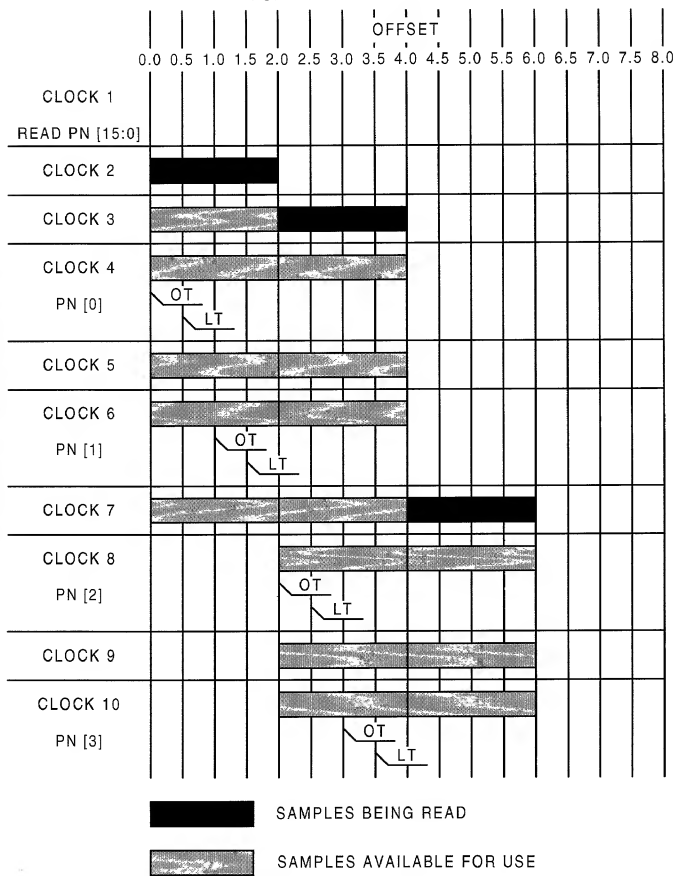 OFFSET
0.0 0.5 1.0 1.5 2.0 2.5 3.0 3.5 4.0 4.5 5.0 5.5 6.0 6.5 7.0 7.5 8.0
CLOCK 1
READ PN [15:0]
CLOCK 2
CLOCK 3
CLOCK 4
OT
PN [0]
LT
CLOCK 5
CLOCK 6
OT
PN [1]
LT
CLOCK 7
CLOCK 8
OT
PN [2]
LT
CLOCK 9
CLOCK 10
OT
PN [3]
LT
SAMPLES BEING READ
SAMPLES AVAILABLE FOR USE